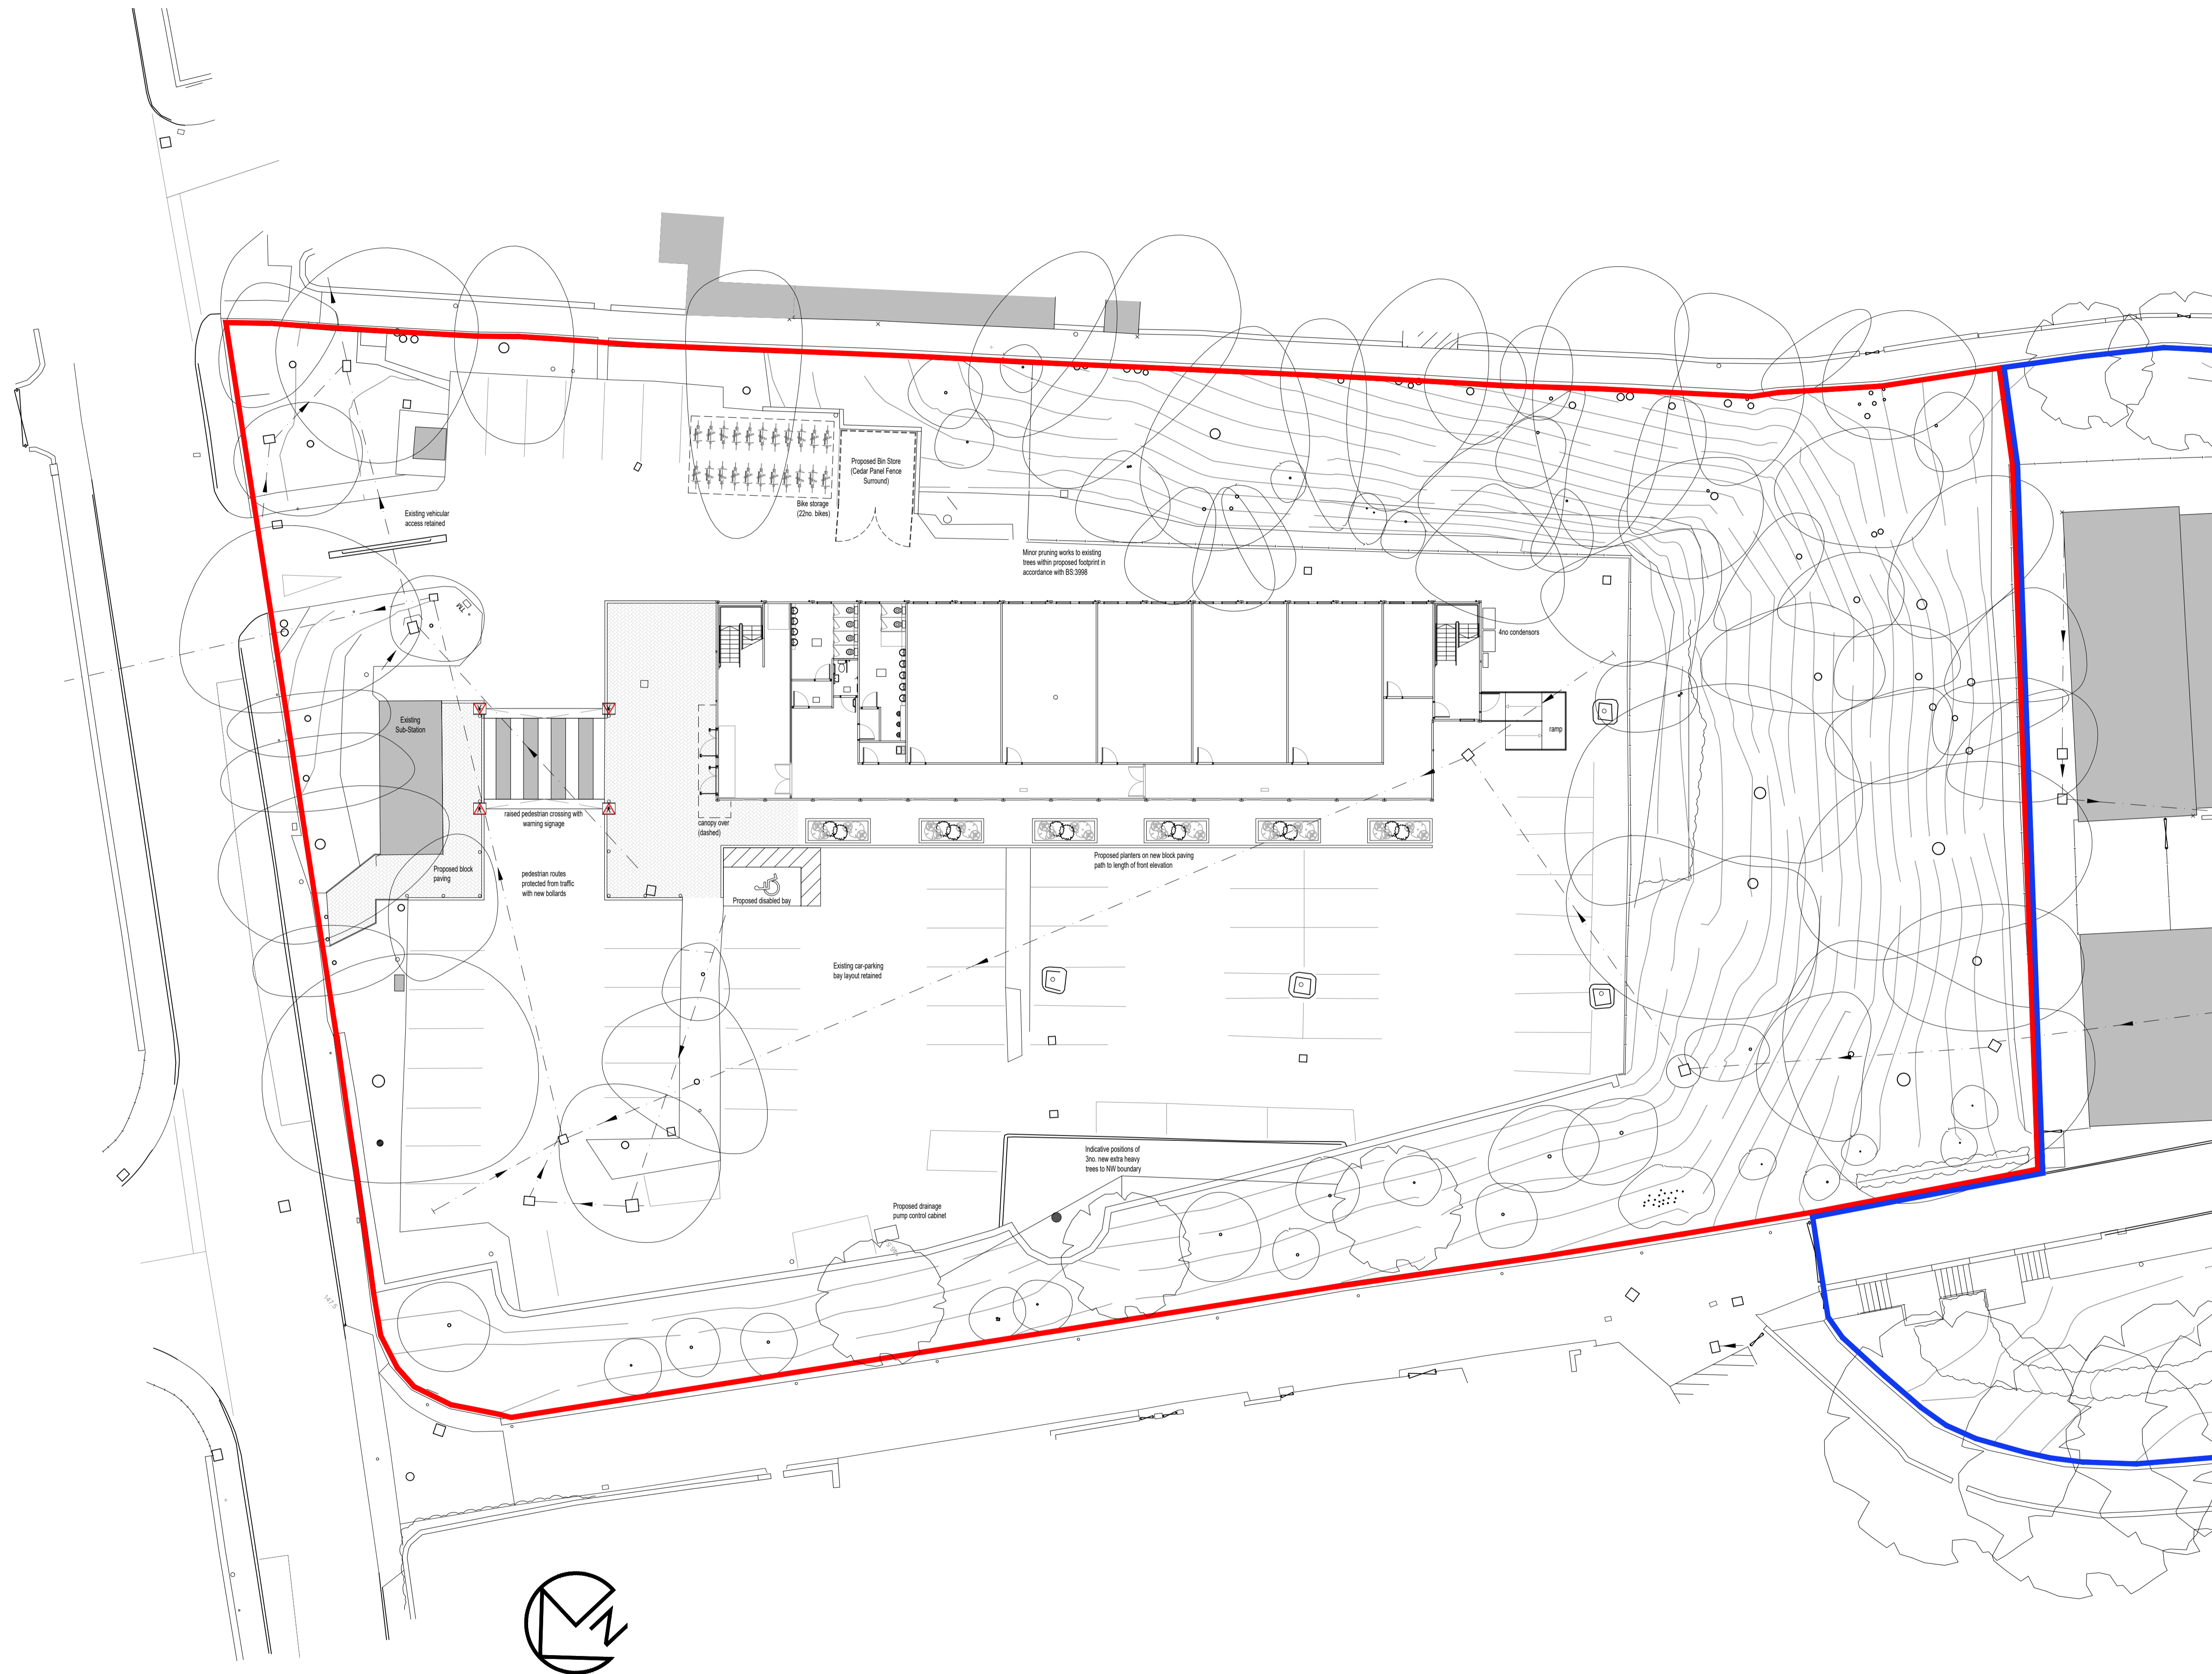 Existing vehicular
access retained
Bike storage
(22no. bikes)
Proposed Bin Store
(Cedar Panel Fence
Surround)
Minor pruning works to existing
trees within proposed footprint in
accordance with BS:3998
TM
4no condensors
ramp
Existing
Sub-Station
raised pedestrian crossing with
warning signage
canopy over
(dashed)
Proposed block
paving
pedestrian routes
protected from traffic
with new bollards
Proposed disabled bay
Proposed planters on new block paving
path to length of front elevation
Existing car-parking
bay layout retained
Indicative positions of
3no. new extra heavy
trees to NW boundary
Proposed drainage
pump control cabinet
147.5
N